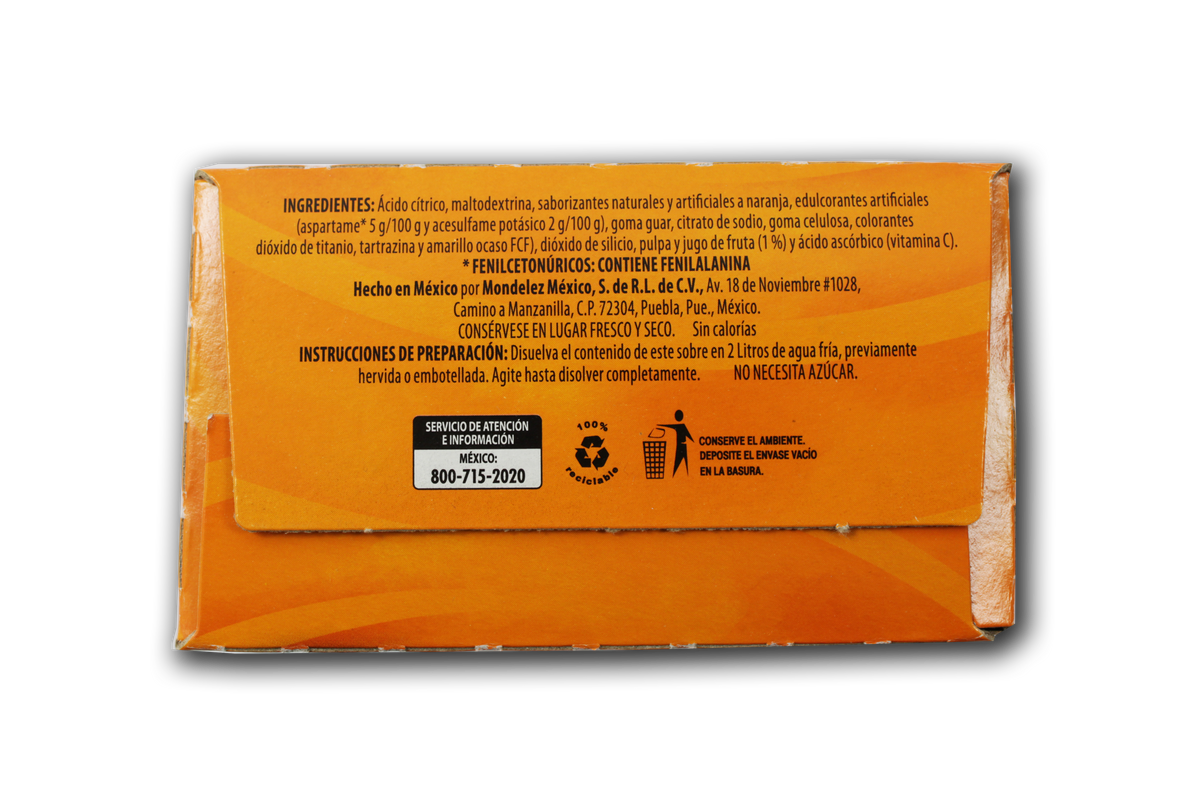 INGREDIENTES: Ácido cítrico, maltodextrina, saborizantes naturales y artificiales a naranja, edulcorantes artificiales
(aspartame* 5 g/100 g y acesulfame potásico 2 g/100 g), goma guar, citrato de sodio, goma celulosa, colorantes
dióxido de titanio, tartrazina y amarillo ocaso FCF), dióxido de silicio, pulpa y jugo de fruta (1 %) y ácido ascórbico (vitamina C).
* FENILCETONÚRICOS: CONTIENE FENILALANINA
Hecho en México por Mondelez México, S. de R.L. de C.V., Av. 18 de Noviembre #1028,
Camino a Manzanilla, C.P. 72304, Puebla, Pue., México.
CONSÉRVESE EN LUGAR FRESCO Y SECO. Sin calorías
INSTRUCCIONES DE PREPARACIÓN: Disuelva el contenido de este sobre en 2 Litros de agua fría, previamente
hervida o embotellada. Agite hasta disolver completamente. NO NECESITA AZÚCAR.
SERVICIO DE ATENCIÓN
E INFORMACIÓN
MÉXICO:
800-715-2020
100%
reciclable
CONSERVE EL AMBIENTE.
DEPOSITE EL ENVASE VACÍO
EN LA BASURA.